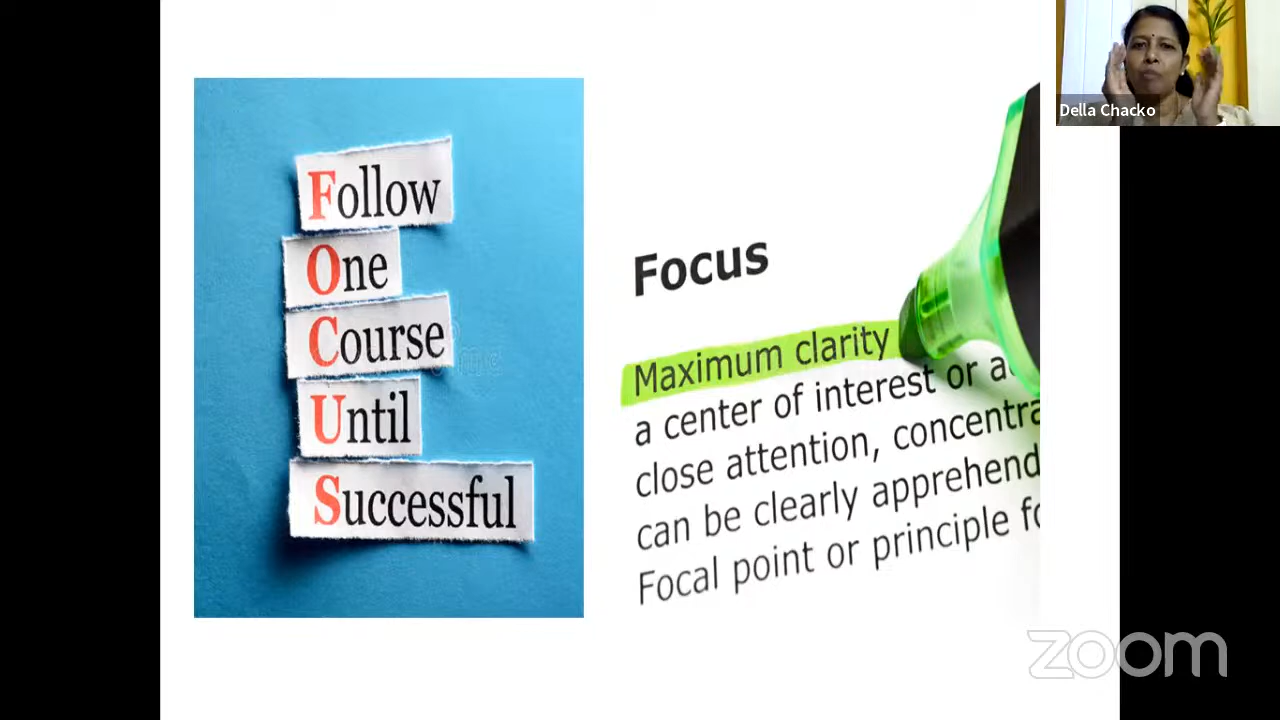 Della Chacko
Follow
One
Course
Until
Successful
Focus
Maximum clarity
a center of interest or a
close attention, concentra
can be clearly apprehend
Focal point or principle
zoom